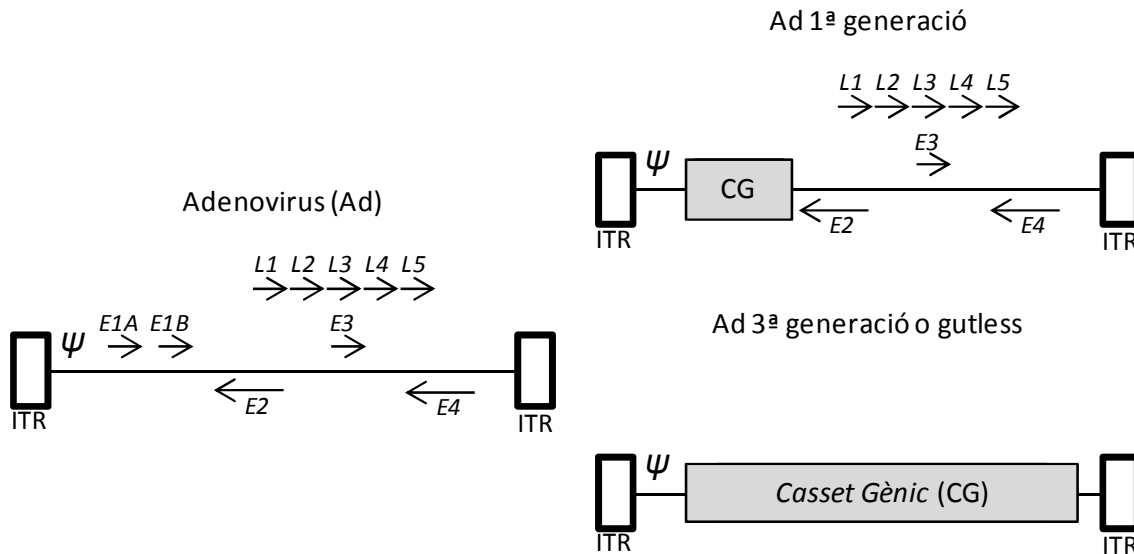 Adenovirus (Ad)
L1 L2 L3 L4 L5
E1A E1B
E3
ψ
E2
E4
ITR
ITR
Ad 1ª generació
L1 L2 L3 L4 L5
E3
ψ
CG
E2
E4
ITR
ITR
Ad 3ª generació o gutless
ψ
Casset Gènic (CG)
ITR
ITR